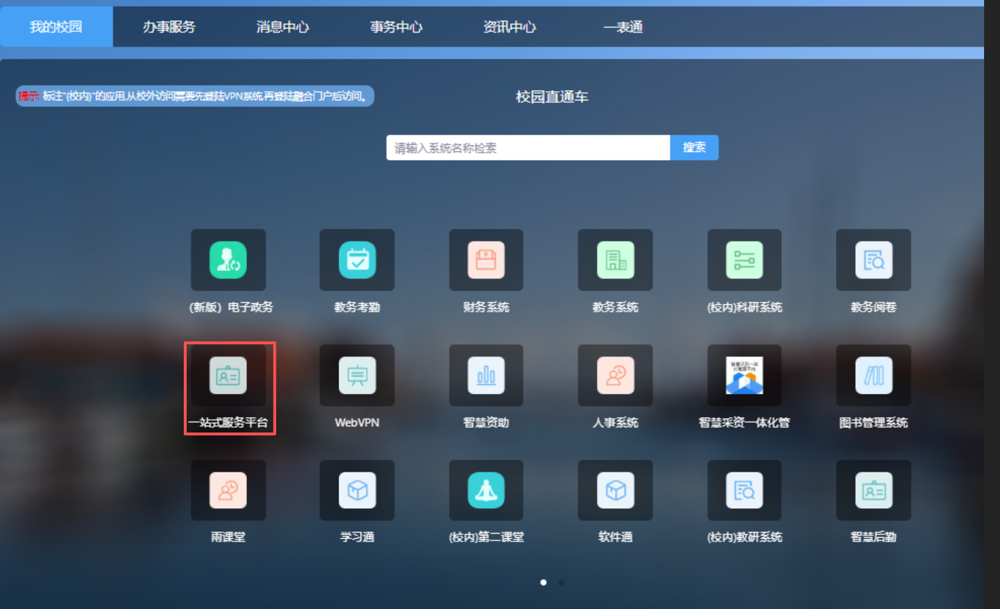 我的校园 办事服务 消息中心 事务中心 资讯中心 一表通
提示: 标注"(校内)"的应用,从校外访问需要先登陆VPN系统,再登陆融合门户后访问。
校园直通车
请输入系统名称检索 搜索
(新版)电子政务 教务考勤 财务系统 教务系统 (校内)科研系统 教务阅卷
智慧采资一体
一站式服务平台 WebVPN 智慧资助 人事系统 智慧采资一体化管 图书管理系统
雨课堂 学习通 (校内)第二课堂 软件通 (校内)教研系统 智慧后勤